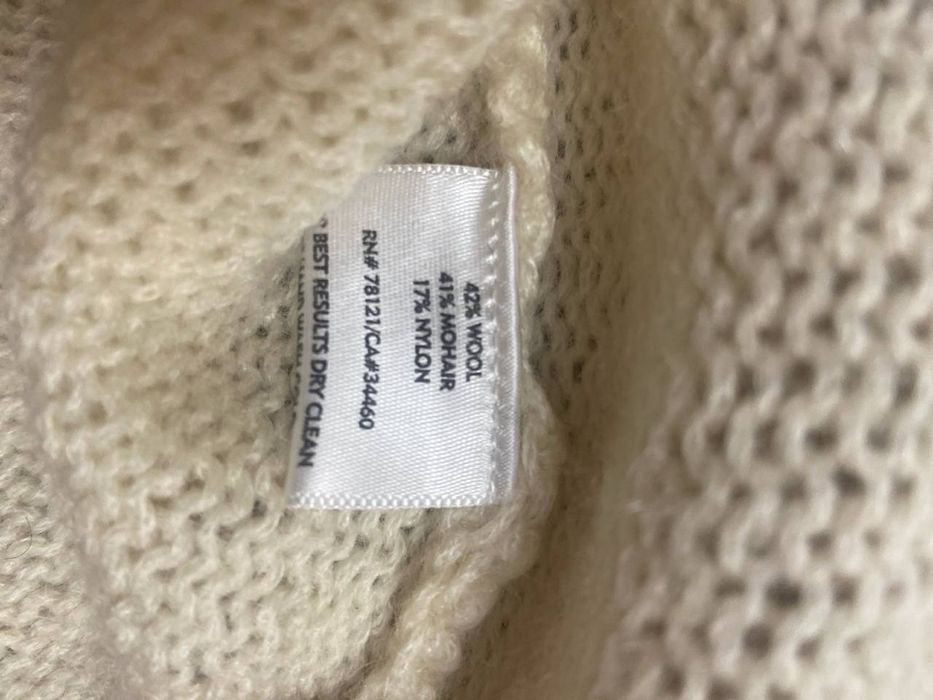 42% WOOL
41% MOHAIR
17% NYLON
RN# 78121/CA#34460
BEST RESULTS DRY CLEAN